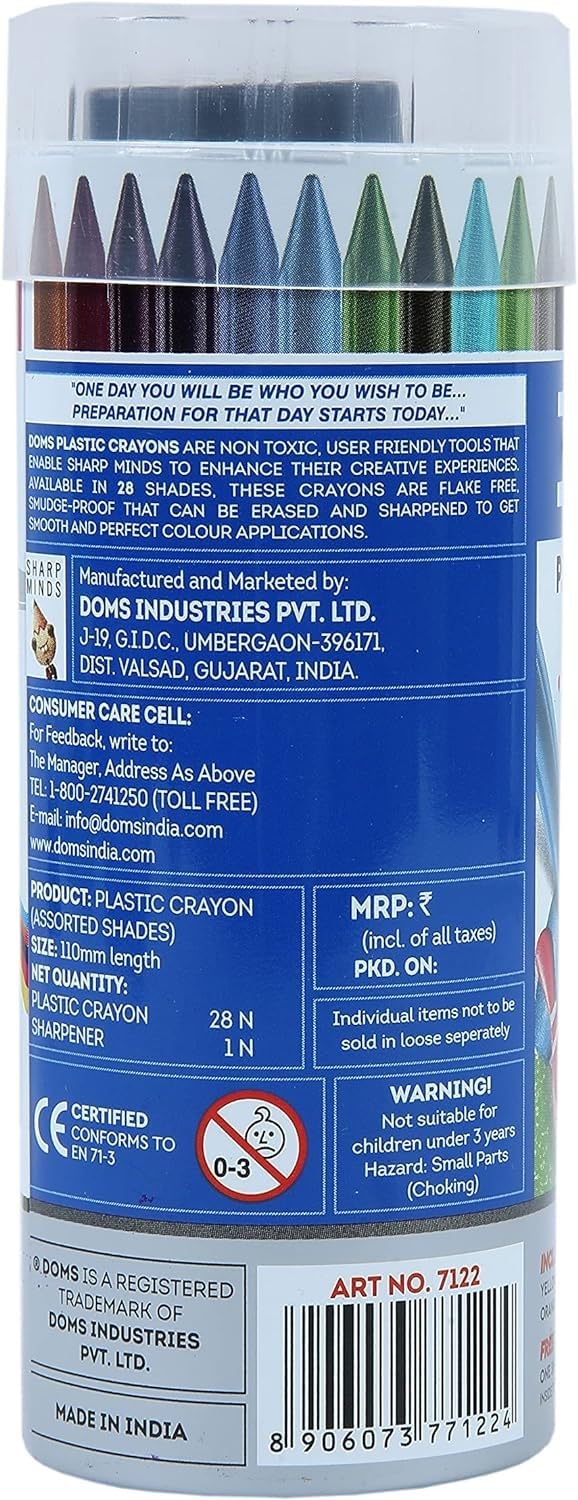 "ONE DAY YOU WILL BE WHO YOU WISH TO BE...
PREPARATION FOR THAT DAY STARTS TODAY..."
DOMS PLASTIC CRAYONS ARE NON TOXIC, USER FRIENDLY TOOLS THAT
ENABLE SHARP MINDS TO ENHANCE THEIR CREATIVE EXPERIENCES.
AVAILABLE IN 28 SHADES, THESE CRAYONS ARE FLAKE FREE,
SMUDGE-PROOF THAT CAN BE ERASED AND SHARPENED TO GET
SMOOTH AND PERFECT COLOUR APPLICATIONS.
SHARP
MINDS
Manufactured and Marketed by:
DOMS INDUSTRIES PVT. LTD.
J-19, G.I.D.C., UMBERGAON-396171,
DIST. VALSAD, GUJARAT, INDIA.
CONSUMER CARE CELL:
For Feedback, write to:
The Manager, Address As Above
TEL: 1-800-2741250 (TOLL FREE)
E-mail: info@domsindia.com
www.domsindia.com
PRODUCT: PLASTIC CRAYON
(ASSORTED SHADES)
SIZE: 110mm length
NET QUANTITY:
PLASTIC CRAYON 28 N
SHARPENER 1 N
MRP: ₹
(incl. of all taxes)
PKD. ON:
Individual items not to be
sold in loose seperately
CE CERTIFIED
CONFORMS TO
EN 71-3
0-3
WARNING!
Not suitable for
children under 3 years
Hazard: Small Parts
(Choking)
® DOMS IS A REGISTERED
TRADEMARK OF
DOMS INDUSTRIES
PVT. LTD.
MADE IN INDIA
ART NO. 7122
8 906073 771224